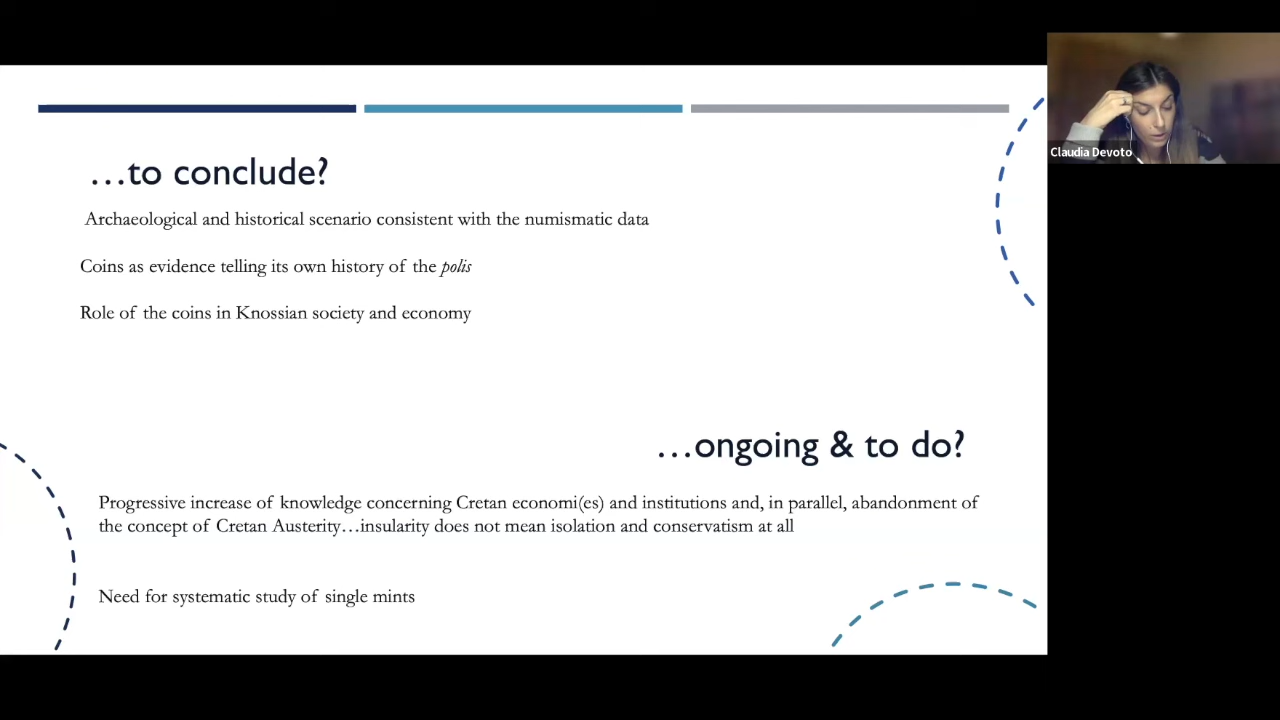 …to conclude?
Archaeological and historical scenario consistent with the numismatic data
Coins as evidence telling its own history of the polis
Role of the coins in Knossian society and economy
…ongoing & to do?
Progressive increase of knowledge concerning Cretan economi(es) and institutions and, in parallel, abandonment of
the concept of Cretan Austerity…insularity does not mean isolation and conservatism at all
Need for systematic study of single mints
Claudia Devoto